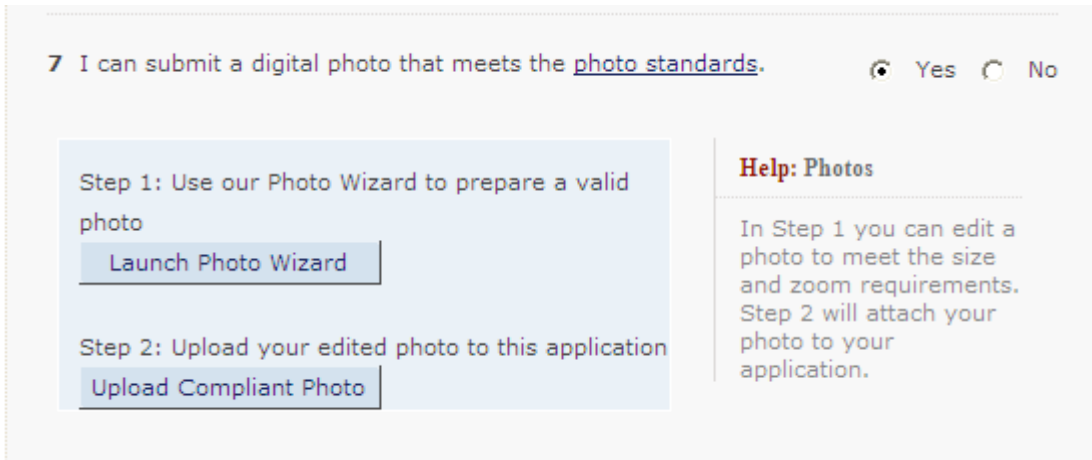 7 I can submit a digital photo that meets the photo standards.
Yes No
Step 1: Use our Photo Wizard to prepare a valid
photo
Launch Photo Wizard
Step 2: Upload your edited photo to this application
Upload Compliant Photo
Help: Photos
In Step 1 you can edit a
photo to meet the size
and zoom requirements.
Step 2 will attach your
photo to your
application.